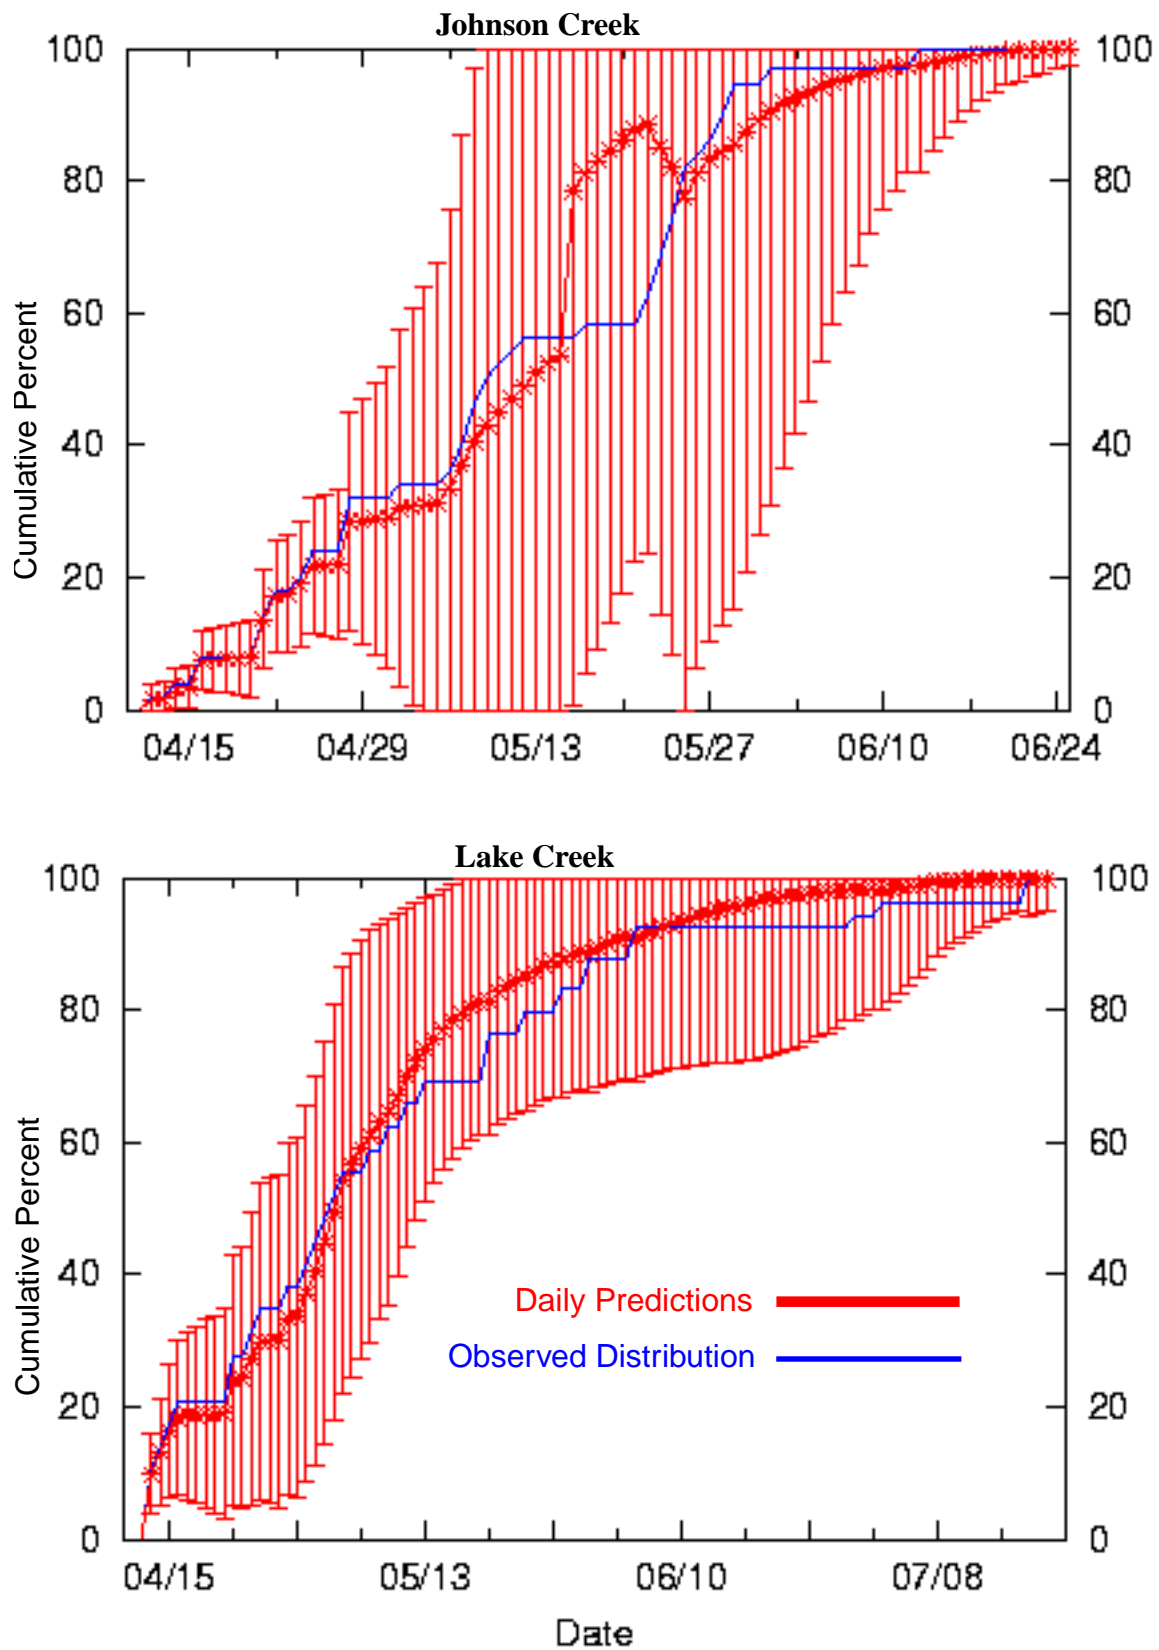 Johnson Creek
100 100
80 80
60 60
40 40
20 20
0 0
Cumulative Percent
04/15 04/29 05/13 05/27 06/10 06/24
Lake Creek
100 100
80 80
60 60
40 40
20 20
0 0
Cumulative Percent
Daily Predictions
Observed Distribution
04/15 05/13 06/10 07/08
Date